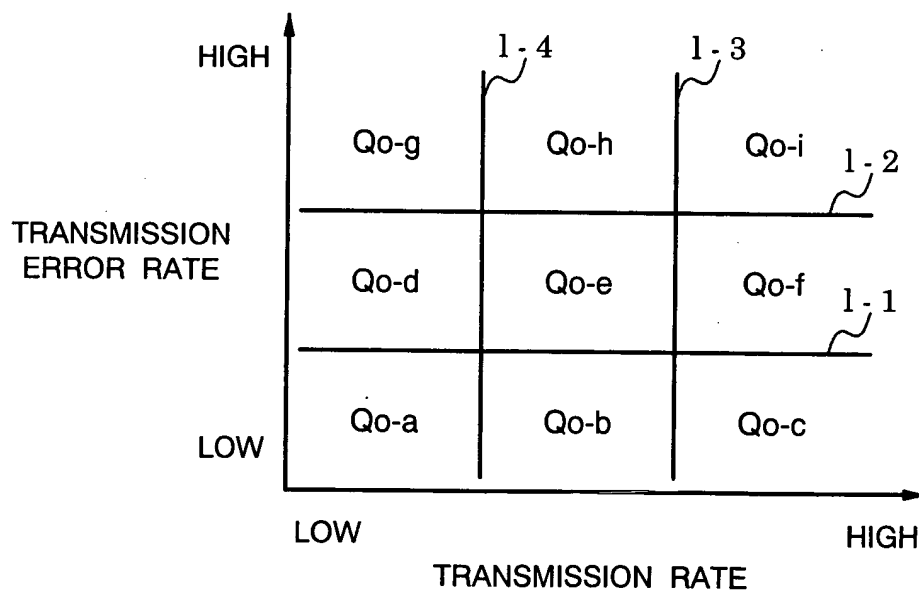 1-4
1-3
HIGH
Qo-g
Qo-h
Qo-i
1-2
TRANSMISSION
ERROR RATE
Qo-d
Qo-e
Qo-f
1-1
Qo-a
Qo-b
Qo-c
LOW
LOW
HIGH
TRANSMISSION RATE